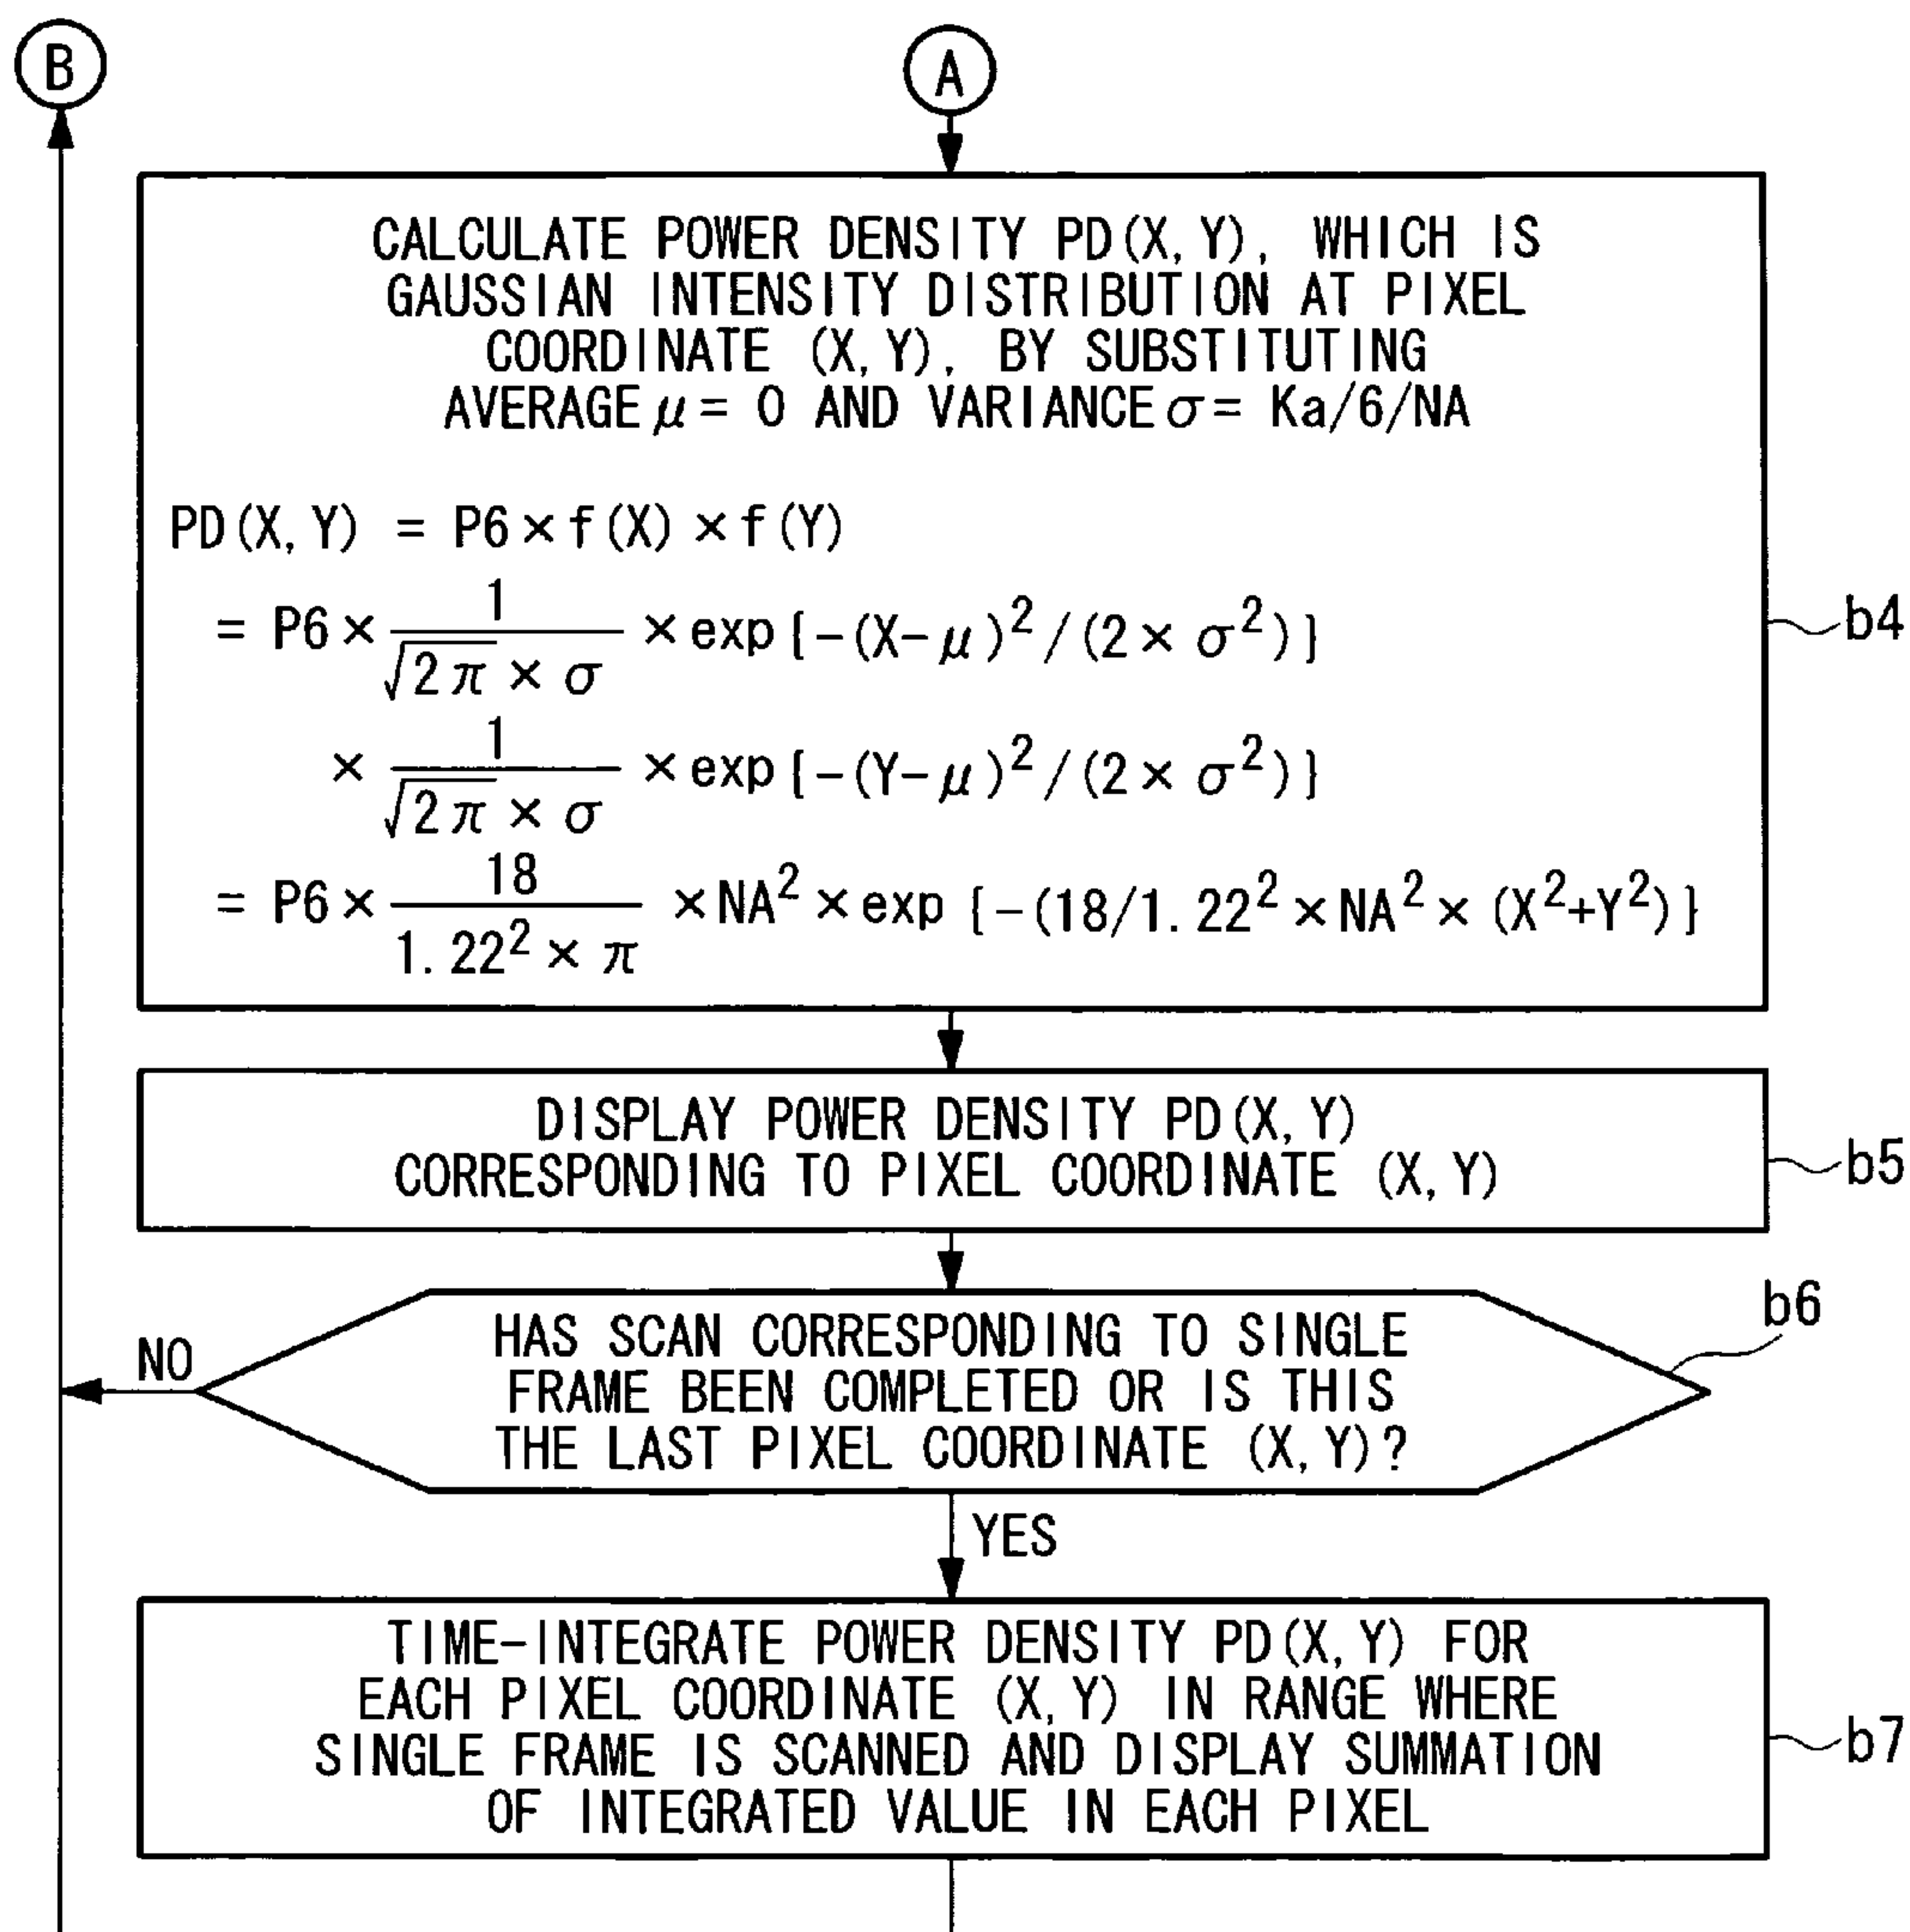 B
A
CALCULATE POWER DENSITY PD(X, Y), WHICH IS
GAUSSIAN INTENSITY DISTRIBUTION AT PIXEL
COORDINATE (X, Y), BY SUBSTITUTING
AVERAGE μ = 0 AND VARIANCE σ = Ka/6/NA
PD(X, Y) = P6 × f(X) × f(Y)
= P6 × 1/(√2π × σ) × exp{-(X-μ)²/(2 × σ²)}
× 1/(√2π × σ) × exp{-(Y-μ)²/(2 × σ²)}
= P6 × 18/(1.22² × π) × NA² × exp {-(18/1.22² × NA² × (X²+Y²)}
b4
DISPLAY POWER DENSITY PD(X, Y)
CORRESPONDING TO PIXEL COORDINATE (X, Y)
b5
b6
HAS SCAN CORRESPONDING TO SINGLE
FRAME BEEN COMPLETED OR IS THIS
THE LAST PIXEL COORDINATE (X, Y)?
NO
YES
TIME-INTEGRATE POWER DENSITY PD(X, Y) FOR
EACH PIXEL COORDINATE (X, Y) IN RANGE WHERE
SINGLE FRAME IS SCANNED AND DISPLAY SUMMATION
OF INTEGRATED VALUE IN EACH PIXEL
b7